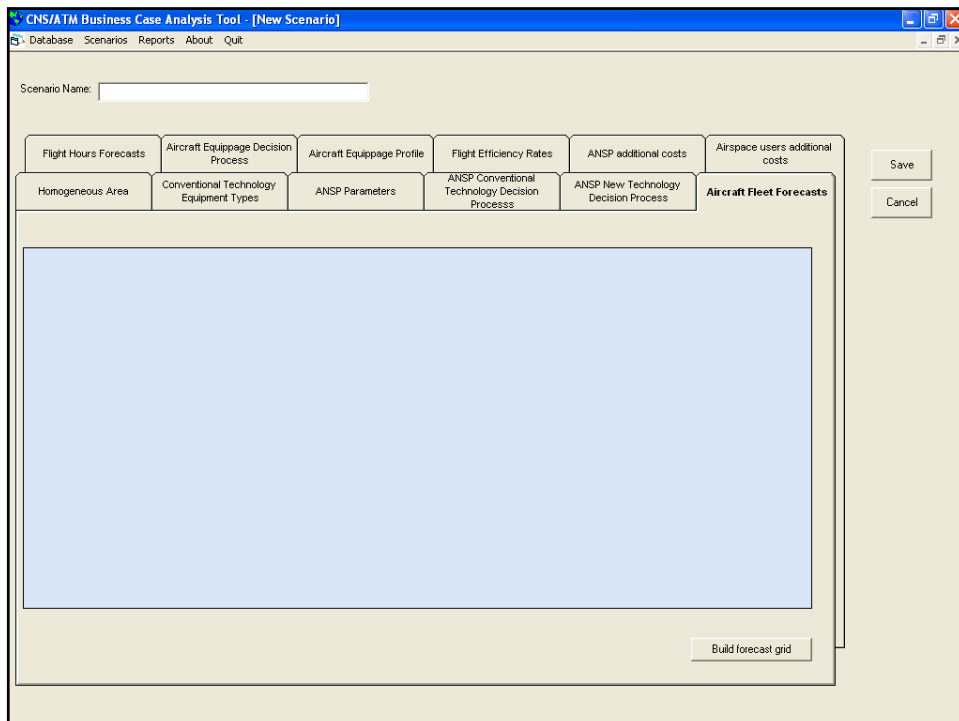 CNS/ATM Business Case Analysis Tool - [New Scenario]
Database Scenarios Reports About Quit
Scenario Name:
Flight Hours Forecasts
Aircraft Equippage Decision
Process
Aircraft Equippage Profile
Flight Efficiency Rates
ANSP additional costs
Airspace users additional
costs
Homogeneous Area
Conventional Technology
Equipment Types
ANSP Parameters
ANSP Conventional
Technology Decision
Processs
ANSP New Technology
Decision Process
Aircraft Fleet Forecasts
Save
Cancel
Build forecast grid